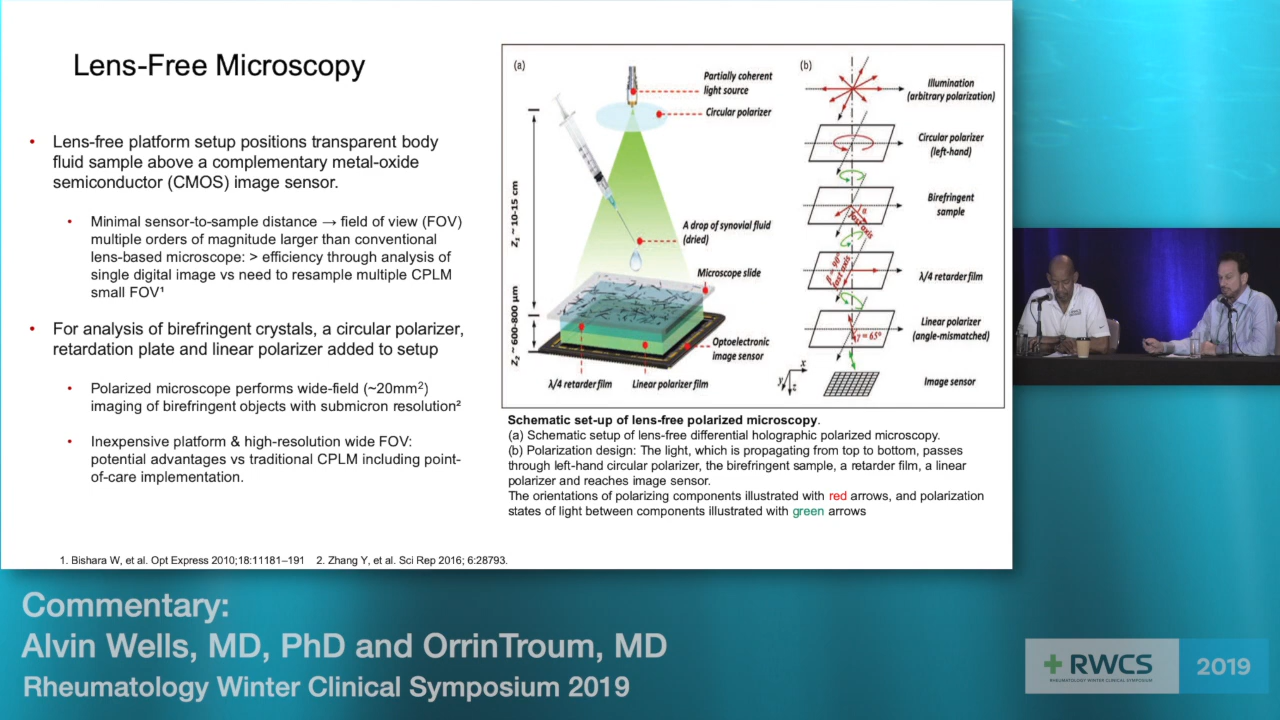 Lens-Free Microscopy
• Lens-free platform setup positions transparent body
fluid sample above a complementary metal-oxide
semiconductor (CMOS) image sensor.
• Minimal sensor-to-sample distance → field of view (FOV)
multiple orders of magnitude larger than conventional
lens-based microscope: > efficiency through analysis of
single digital image vs need to resample multiple CPLM
small FOV¹
• For analysis of birefringent crystals, a circular polarizer,
retardation plate and linear polarizer added to setup
• Polarized microscope performs wide-field (~20mm²)
imaging of birefringent objects with submicron resolution²
• Inexpensive platform & high-resolution wide FOV:
potential advantages vs traditional CPLM including point-
of-care implementation.
(a)
Partially coherent
light source
Circular polarizer
Z₁ ~ 10-15 cm
A drop of synovial fluid
(dried)
Microscope slide
Z₂ ~ 600-800 μm
Optoelectronic
image sensor
λ/4 retarder film
Linear polarizer film
(b)
Illumination
(arbitrary polarization)
Circular polarizer
(left-hand)
Birefringent
sample
α
fast axis
λ/4 retarder film
β = 90°
fast axis
Linear polarizer
(angle-mismatched)
γ = 65°
Image sensor
x
y
z
Schematic set-up of lens-free polarized microscopy.
(a) Schematic setup of lens-free differential holographic polarized microscopy.
(b) Polarization design: The light, which is propagating from top to bottom, passes
through left-hand circular polarizer, the birefringent sample, a retarder film, a linear
polarizer and reaches image sensor.
The orientations of polarizing components illustrated with red arrows, and polarization
states of light between components illustrated with green arrows
1. Bishara W, et al. Opt Express 2010;18:11181–191 2. Zhang Y, et al. Sci Rep 2016; 6:28793.
Commentary:
Alvin Wells, MD, PhD and OrrinTroum, MD
Rheumatology Winter Clinical Symposium 2019
RWCS
RHEUMATOLOGY WINTER CLINICAL SYMPOSIUM
2019